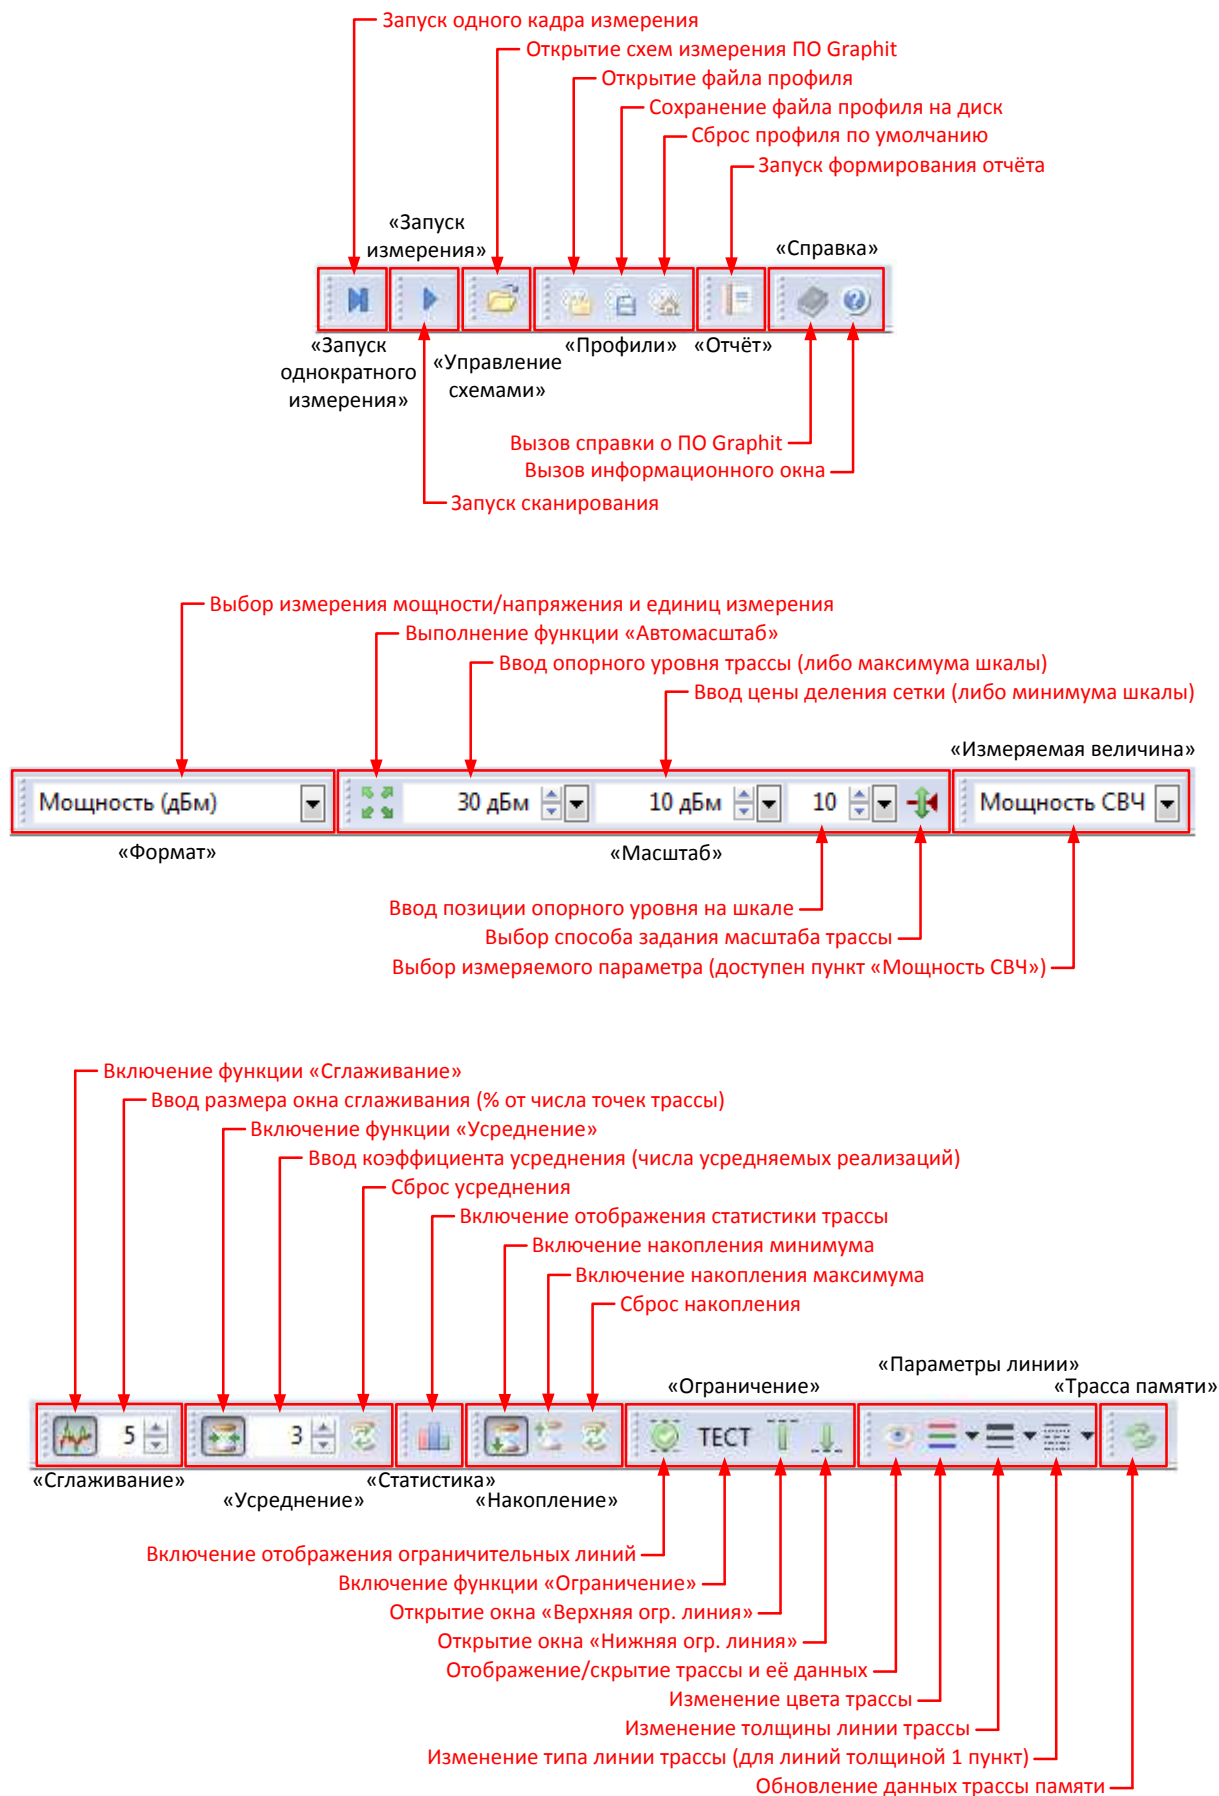 Запуск одного кадра измерения
Открытие схем измерения ПО Graphit
Открытие файла профиля
Сохранение файла профиля на диск
Сброс профиля по умолчанию
Запуск формирования отчёта
«Запуск
измерения»
«Справка»
«Запуск
однократного
измерения»
«Управление
схемами»
«Профили»
«Отчёт»
Вызов справки о ПО Graphit
Вызов информационного окна
Запуск сканирования
Выбор измерения мощности/напряжения и единиц измерения
Выполнение функции «Автомасштаб»
Ввод опорного уровня трассы (либо максимума шкалы)
Ввод цены деления сетки (либо минимума шкалы)
«Измеряемая величина»
Мощность (дБм)
30 дБм
10 дБм
10
Мощность СВЧ
«Формат»
«Масштаб»
Ввод позиции опорного уровня на шкале
Выбор способа задания масштаба трассы
Выбор измеряемого параметра (доступен пункт «Мощность СВЧ»)
Включение функции «Сглаживание»
Ввод размера окна сглаживания (% от числа точек трассы)
Включение функции «Усреднение»
Ввод коэффициента усреднения (числа усредняемых реализаций)
Сброс усреднения
Включение отображения статистики трассы
Включение накопления минимума
Включение накопления максимума
Сброс накопления
«Параметры линии»
«Ограничение»
«Трасса памяти»
5
3
ТЕСТ
«Сглаживание»
«Усреднение»
«Статистика»
«Накопление»
Включение отображения ограничительных линий
Включение функции «Ограничение»
Открытие окна «Верхняя огр. линия»
Открытие окна «Нижняя огр. линия»
Отображение/скрытие трассы и её данных
Изменение цвета трассы
Изменение толщины линии трассы
Изменение типа линии трассы (для линий толщиной 1 пункт)
Обновление данных трассы памяти